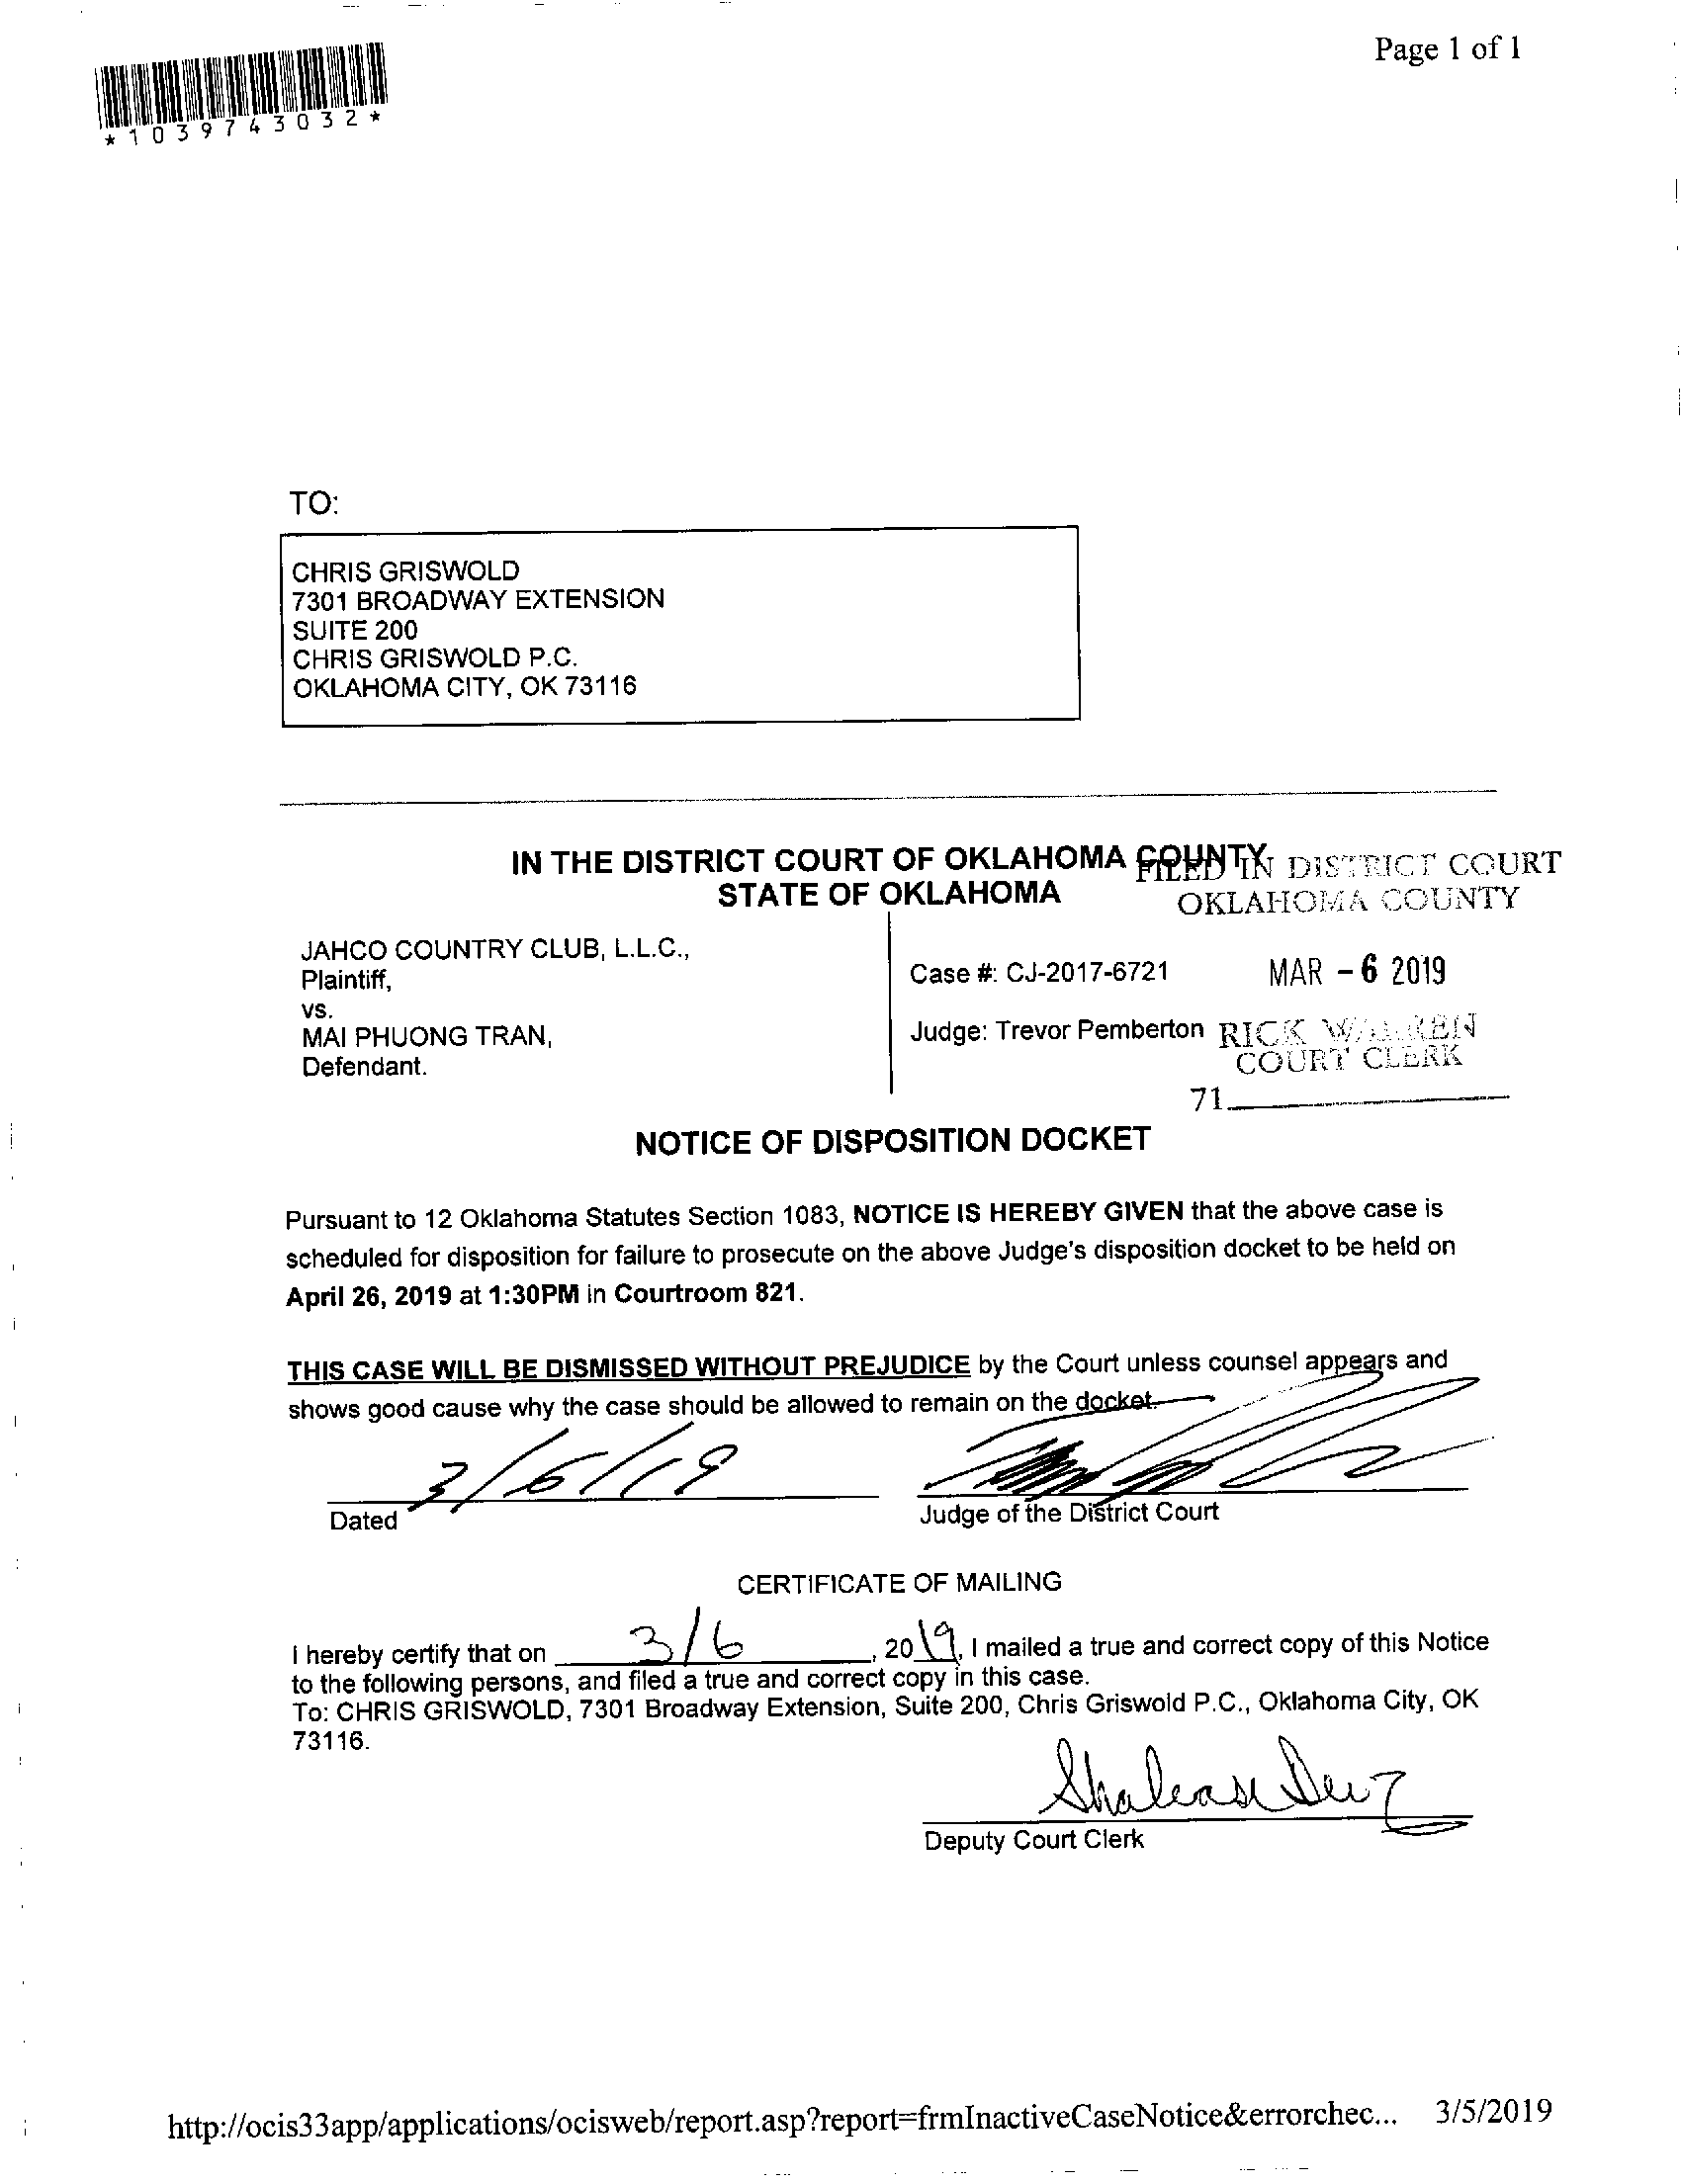 Page 1 of 1
*1039743032*
TO:
CHRIS GRISWOLD
7301 BROADWAY EXTENSION
SUITE 200
CHRIS GRISWOLD P.C.
OKLAHOMA CITY, OK 73116
IN THE DISTRICT COURT OF OKLAHOMA COUNTY
STATE OF OKLAHOMA
FILED IN DISTRICT COURT
OKLAHOMA COUNTY
JAHCO COUNTRY CLUB, L.L.C.,
Plaintiff,
vs.
MAI PHUONG TRAN,
Defendant.
Case #: CJ-2017-6721
Judge: Trevor Pemberton
MAR - 6 2019
RICK WARREN
COURT CLERK
71
NOTICE OF DISPOSITION DOCKET
Pursuant to 12 Oklahoma Statutes Section 1083, NOTICE IS HEREBY GIVEN that the above case is
scheduled for disposition for failure to prosecute on the above Judge's disposition docket to be held on
April 26, 2019 at 1:30PM in Courtroom 821.
THIS CASE WILL BE DISMISSED WITHOUT PREJUDICE by the Court unless counsel appears and
shows good cause why the case should be allowed to remain on the docket.
3/6/19
Dated
Judge of the District Court
CERTIFICATE OF MAILING
I hereby certify that on 3/6, 2019, I mailed a true and correct copy of this Notice
to the following persons, and filed a true and correct copy in this case.
To: CHRIS GRISWOLD, 7301 Broadway Extension, Suite 200, Chris Griswold P.C., Oklahoma City, OK
73116.
Deputy Court Clerk
http://ocis33app/applications/ocisweb/report.asp?report=frmInactiveCaseNotice&errorchec... 3/5/2019